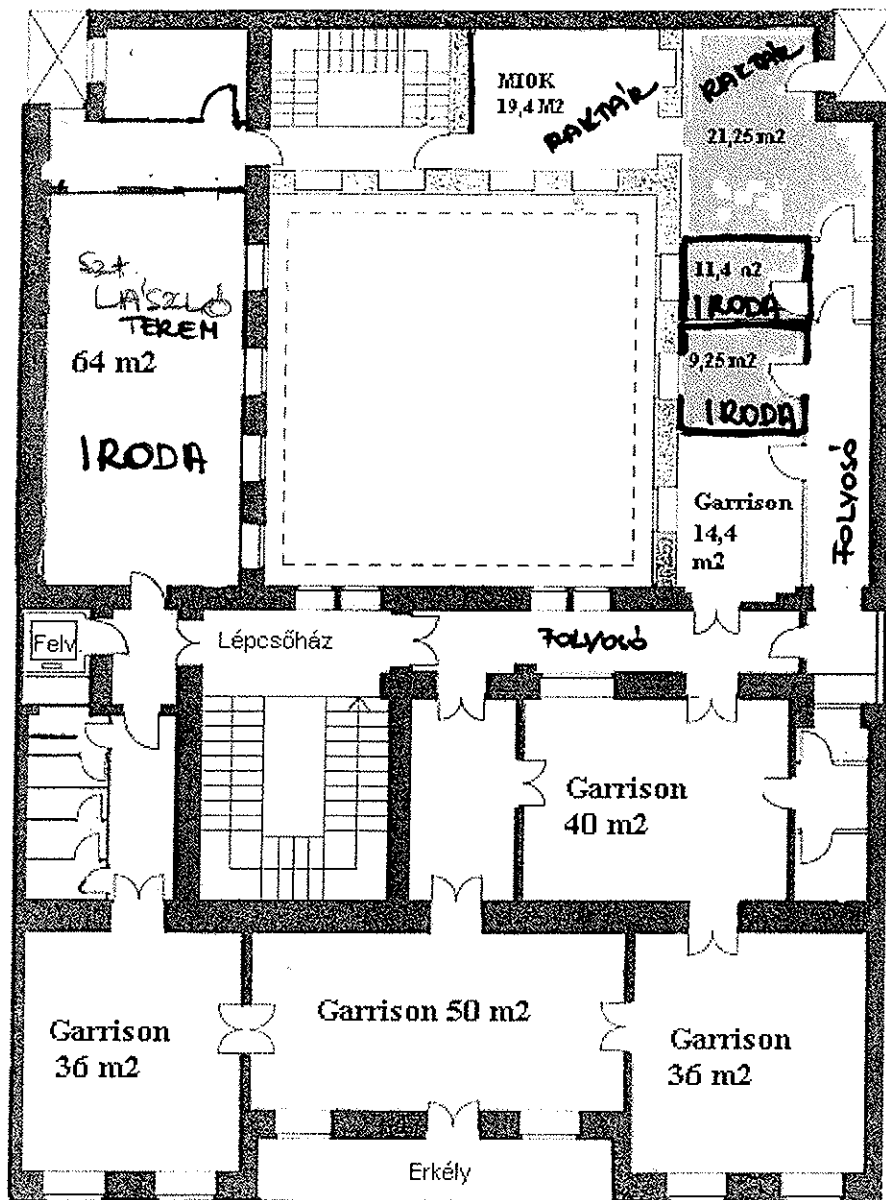 MIOK
19,4 M2
RAKTÁR
RAKTÁR
21,25 m2
Szt.
LÁSZLÓ
TEREM
64 m2
IRODA
11,4 m2
IRODA
9,25 m2
IRODA
Garrison
14,4
m2
FOLYOSÓ
Felv.
Lépcsőház
FOLYOSÓ
Garrison
40 m2
Garrison
36 m2
Garrison 50 m2
Garrison
36 m2
Erkély